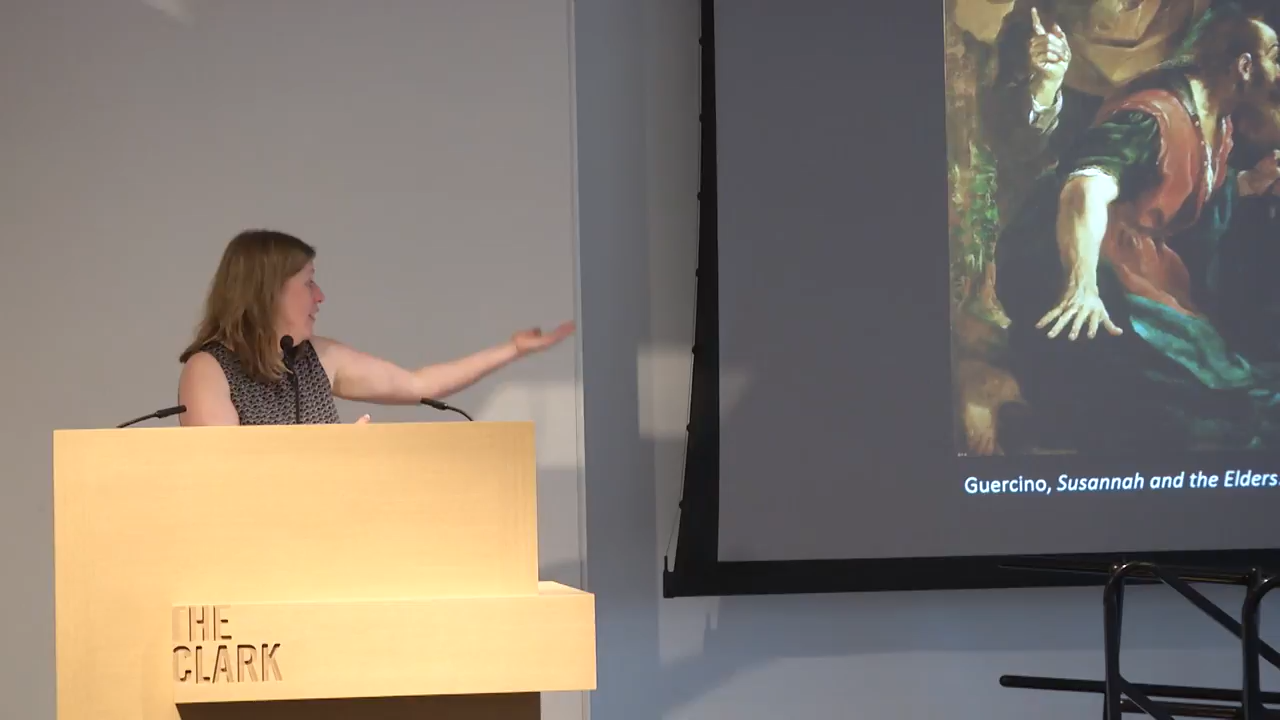 THE
CLARK
Guercino, Susannah and the Elders.